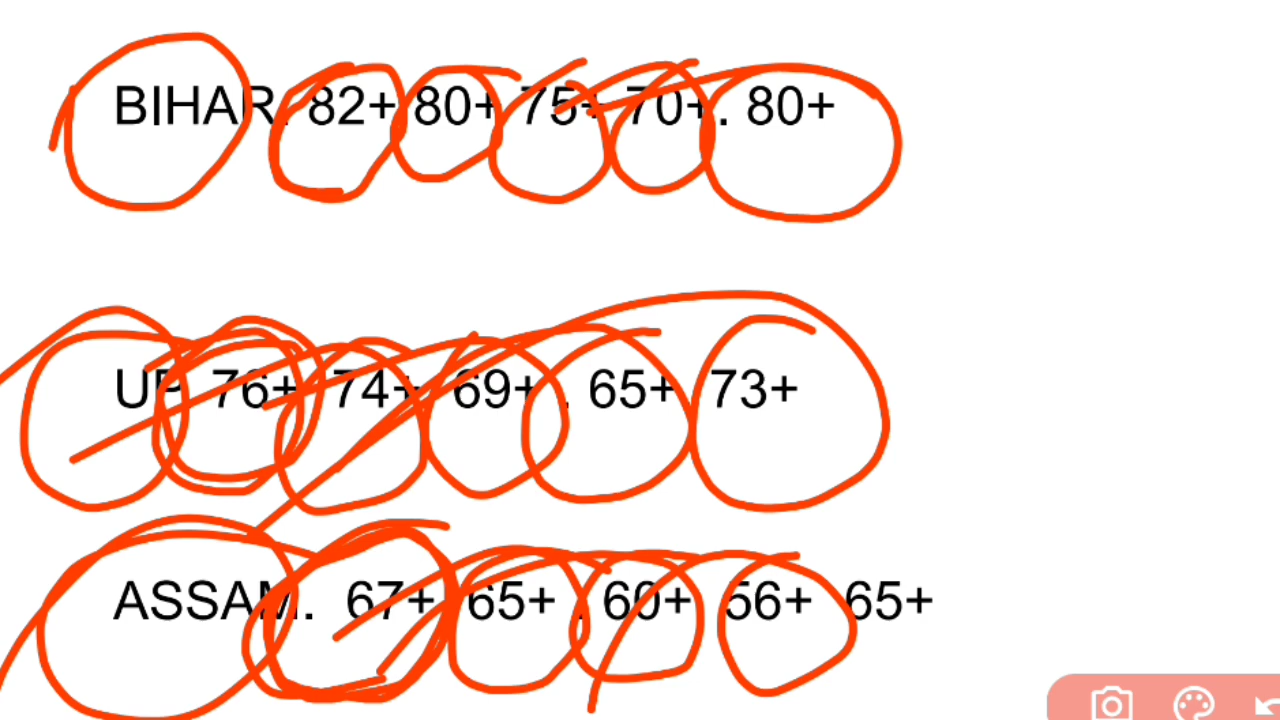 BIHAR. 82+ 80+ 75+ 70+. 80+
UP 76+ 74+ 69+. 65+ 73+
ASSAM. 67+ 65+. 60+ 56+ 65+